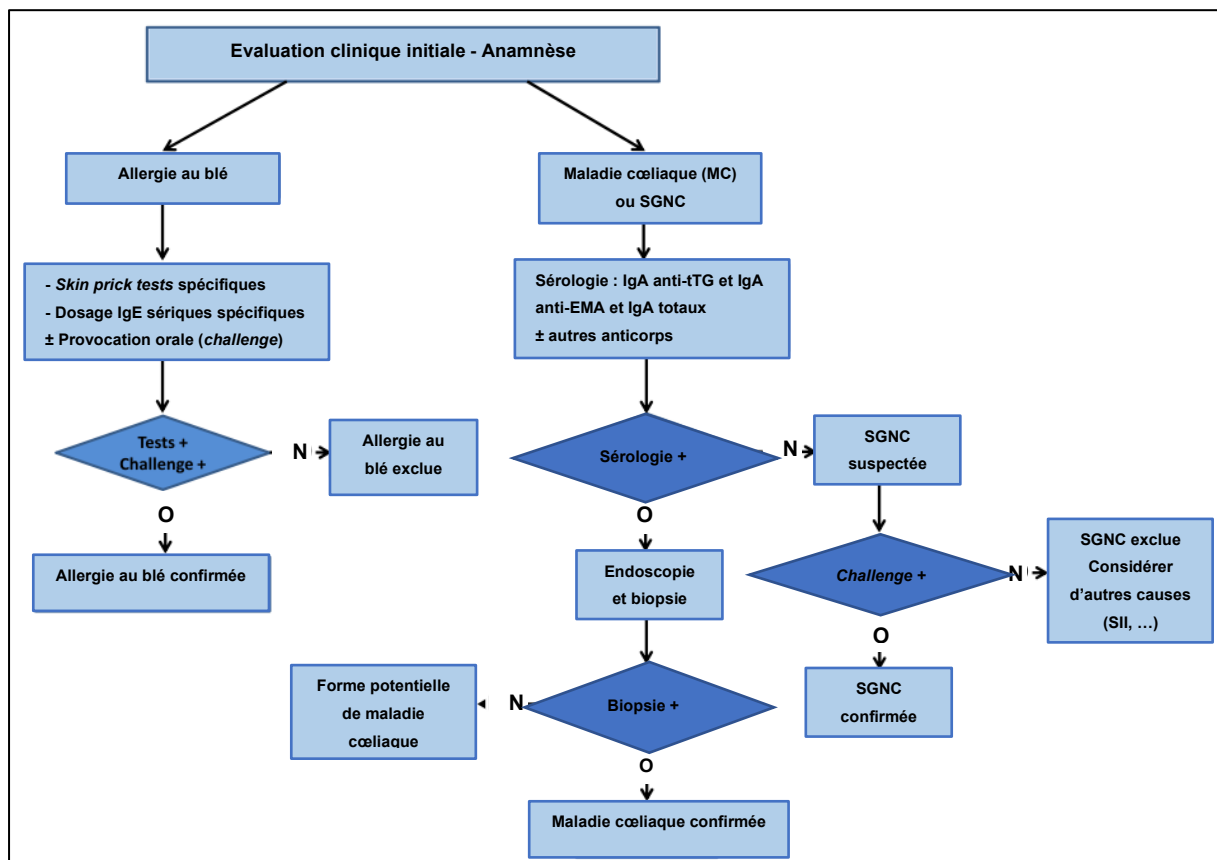 Evaluation clinique initiale - Anamnèse
Allergie au blé
Maladie cœliaque (MC)
ou SGNC
- Skin prick tests spécifiques
- Dosage IgE sériques spécifiques
± Provocation orale (challenge)
Sérologie : IgA anti-tTG et IgA
anti-EMA et IgA totaux
± autres anticorps
Tests +
Challenge +
N
Allergie au
blé exclue
O
Allergie au blé confirmée
Sérologie +
N
SGNC
suspectée
O
Endoscopie
et biopsie
Challenge +
N
SGNC exclue
Considérer
d'autres causes
(SII, …)
O
SGNC
confirmée
Biopsie +
N
Forme potentielle
de maladie
cœliaque
O
Maladie cœliaque confirmée